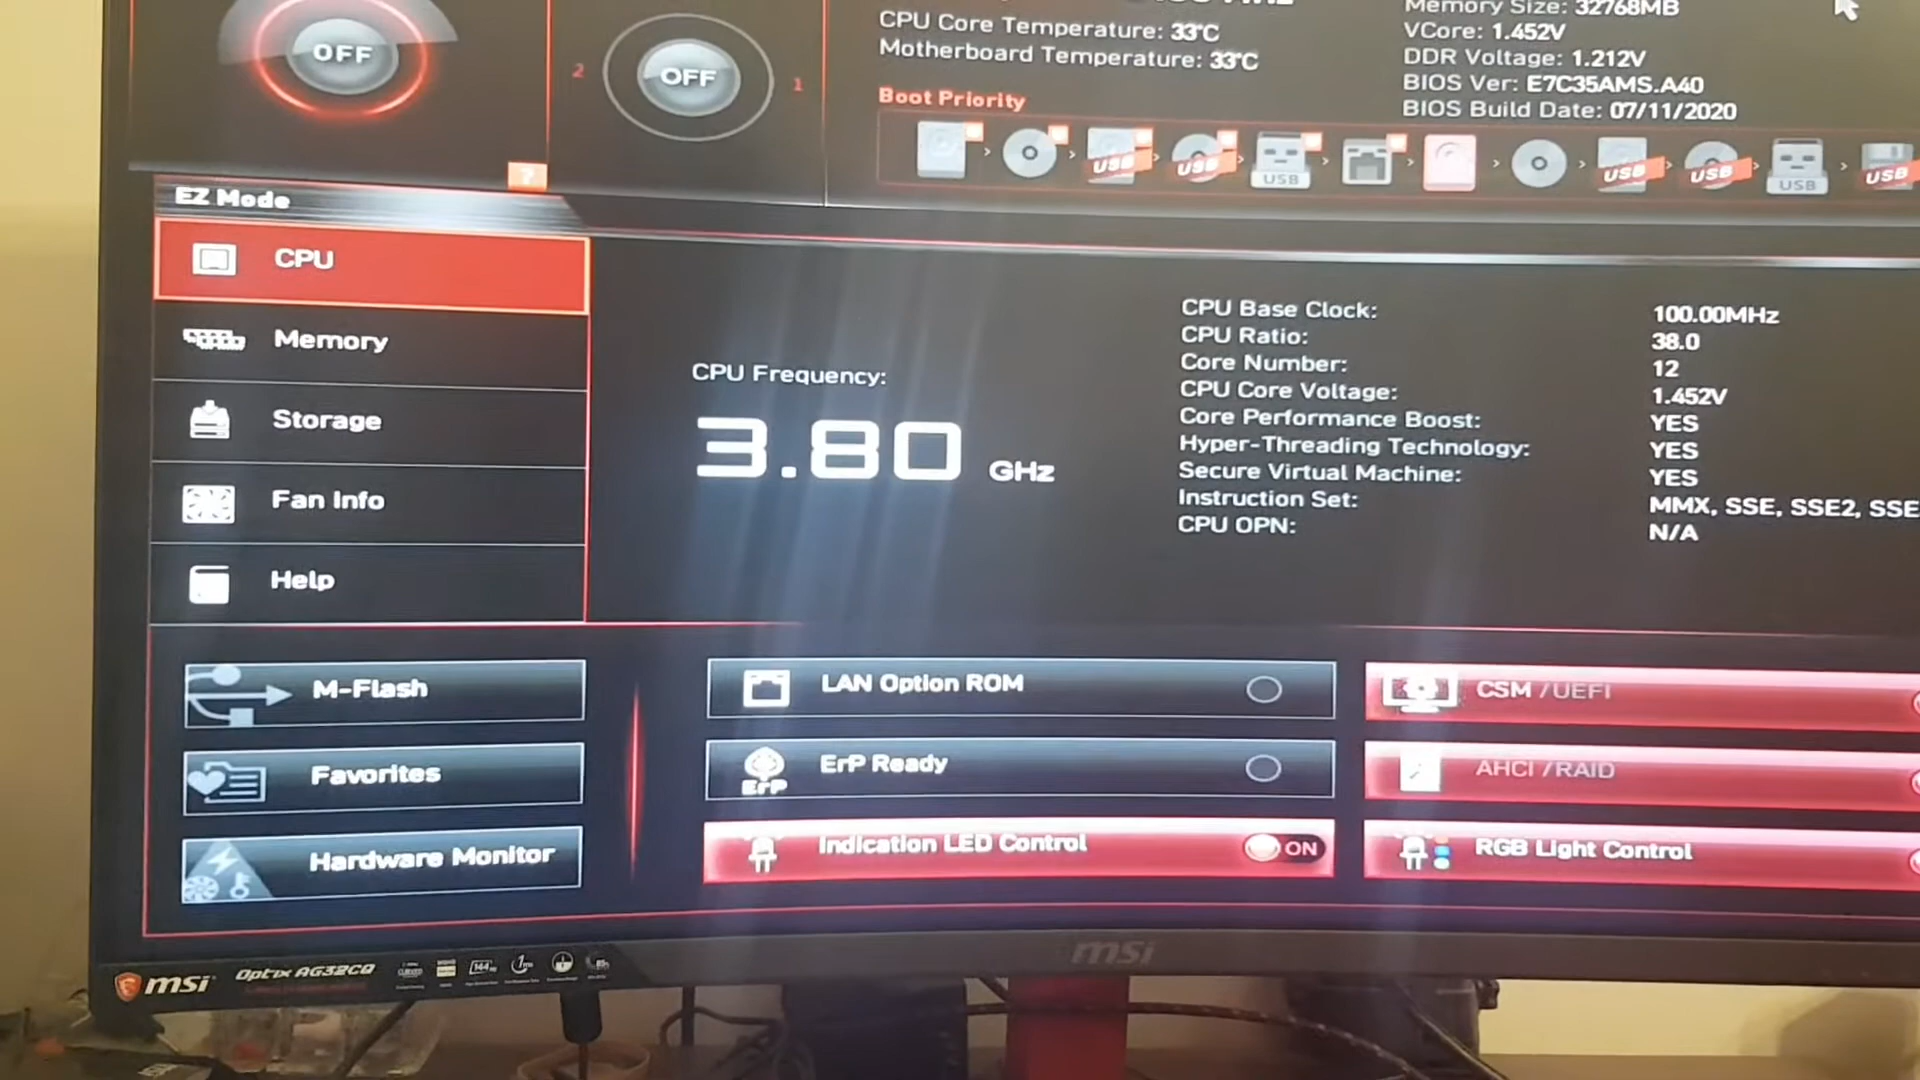 OFF
OFF
2
1
CPU Core Temperature: 33°C
Motherboard Temperature: 33°C
Memory Size: 32768MB
VCore: 1.452V
DDR Voltage: 1.212V
BIOS Ver: E7C35AMS.A40
BIOS Build Date: 07/11/2020
Boot Priority
USB
USB
USB
USB
USB
USB
USB
?
EZ Mode
CPU
Memory
Storage
Fan Info
Help
CPU Frequency:
3.80 GHz
CPU Base Clock: 100.00MHz
CPU Ratio: 38.0
Core Number: 12
CPU Core Voltage: 1.452V
Core Performance Boost: YES
Hyper-Threading Technology: YES
Secure Virtual Machine: YES
Instruction Set: MMX, SSE, SSE2, SSE
CPU OPN: N/A
M-Flash
Favorites
Hardware Monitor
LAN Option ROM
ErP
ErP Ready
Indication LED Control
ON
CSM /UEFI
AHCI /RAID
RGB Light Control
msi
Optix AG32CQ
144
1ms
msi